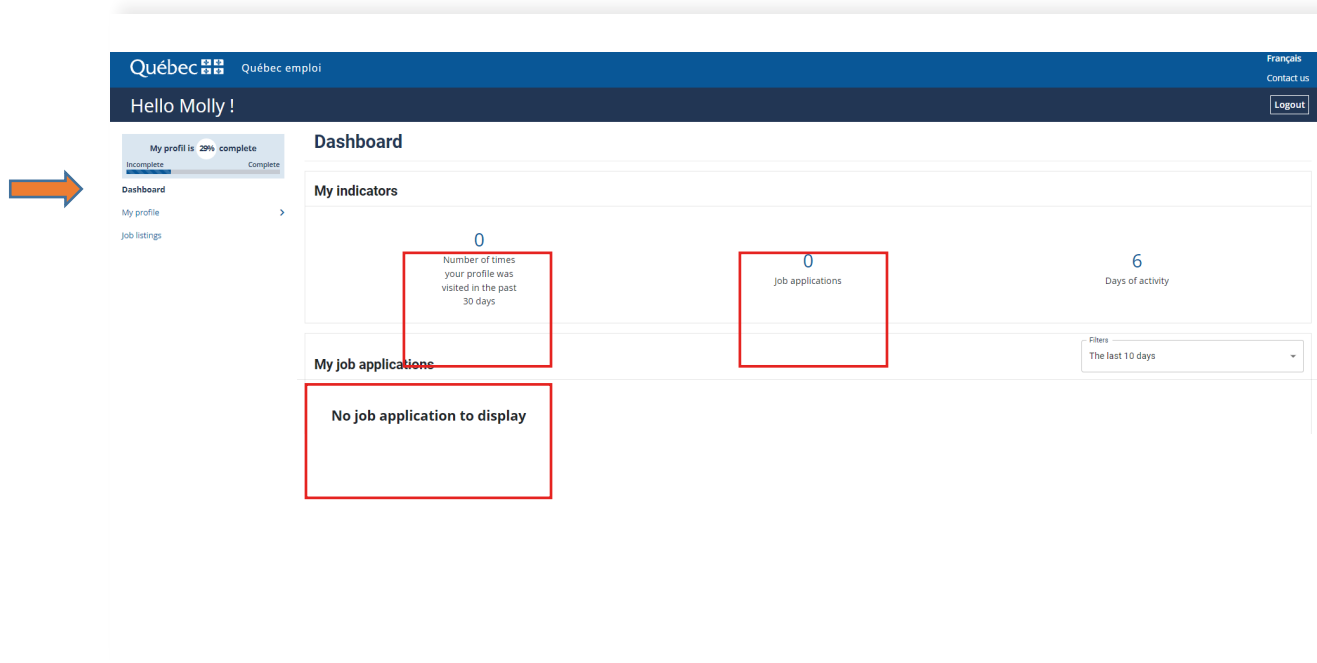 Québec
Québec emploi
Français
Contact us
Hello Molly !
Logout
My profil is 29% complete
Incomplete Complete
Dashboard
My profile
Job listings
Dashboard
My indicators
0
Number of times
your profile was
visited in the past
30 days
0
Job applications
6
Days of activity
My job applications
Filters
The last 10 days
No job application to display